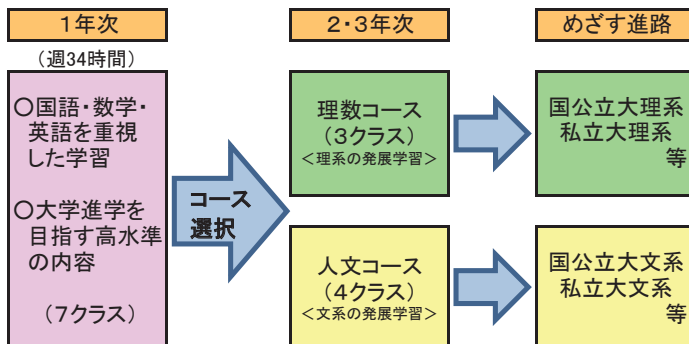 1年次
(週34時間)
○国語・数学・
英語を重視
した学習
○大学進学を
目指す高水準
の内容
(7クラス)
コース
選択
2・3年次
理数コース
(3クラス)
<理系の発展学習>
人文コース
(4クラス)
<文系の発展学習>
めざす進路
国公立大理系
私立大理系
等
国公立大文系
私立大文系
等